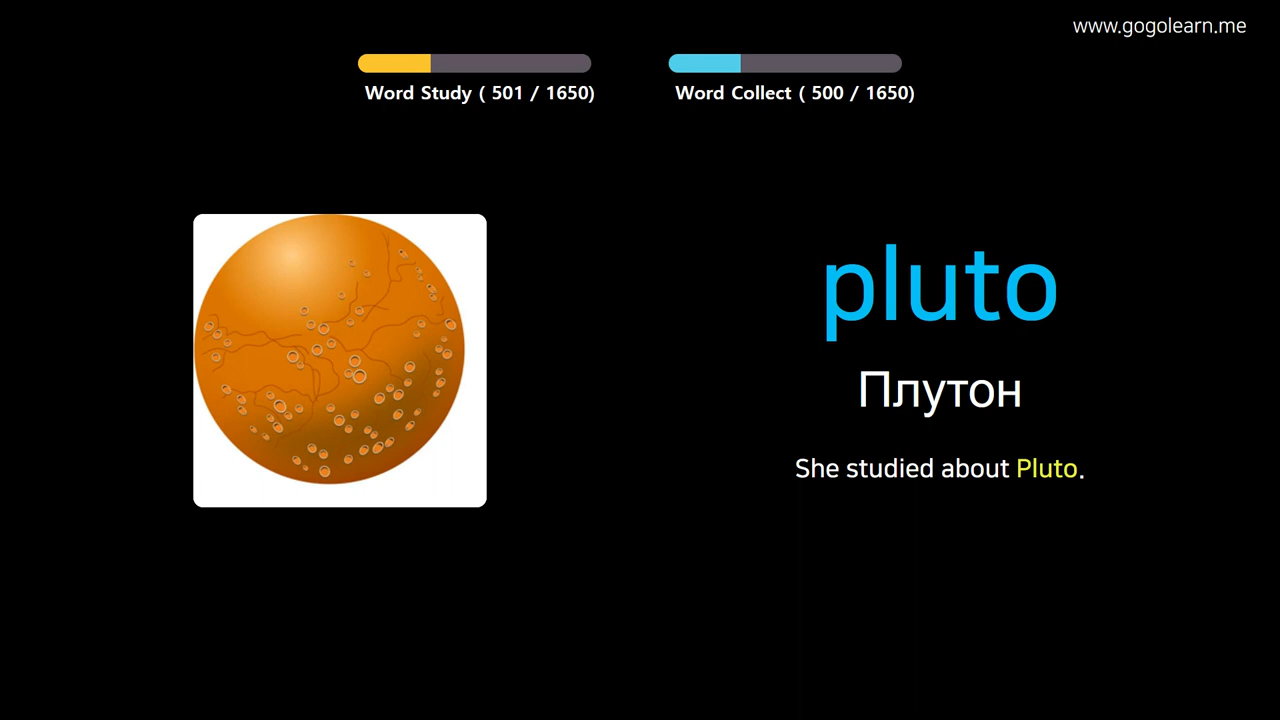 www.gogolearn.me
Word Study ( 501 / 1650)
Word Collect ( 500 / 1650)
pluto
Плутон
She studied about Pluto.